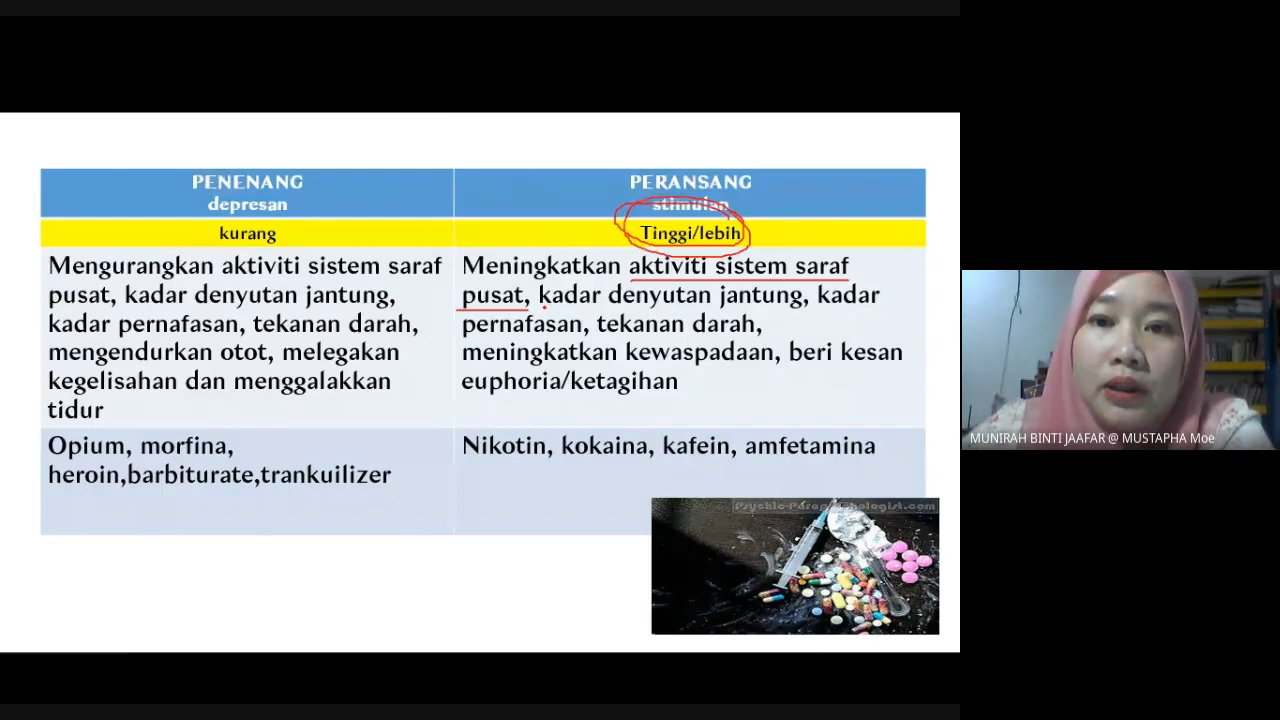 PENENANG
depresan
PERANSANG
stimulan
kurang
Tinggi/lebih
Mengurangkan aktiviti sistem saraf
pusat, kadar denyutan jantung,
kadar pernafasan, tekanan darah,
mengendurkan otot, melegakan
kegelisahan dan menggalakkan
tidur
Meningkatkan aktiviti sistem saraf
pusat, kadar denyutan jantung, kadar
pernafasan, tekanan darah,
meningkatkan kewaspadaan, beri kesan
euphoria/ketagihan
Opium, morfina,
heroin,barbiturate,trankuilizer
Nikotin, kokaina, kafein, amfetamina
MUNIRAH BINTI JAAFAR @ MUSTAPHA Moe